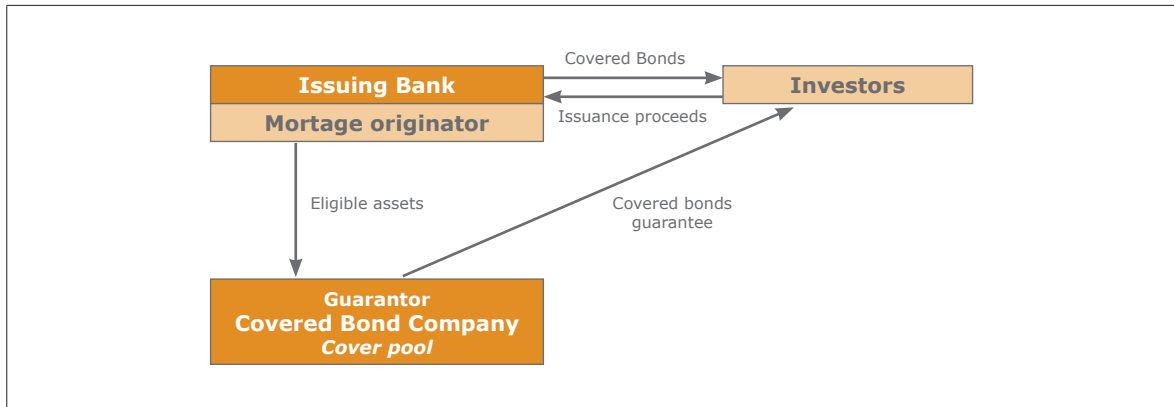 Covered Bonds
Issuing Bank
Investors
Mortage originator
Issuance proceeds
Eligible assets
Covered bonds
guarantee
Guarantor
Covered Bond Company
Cover pool